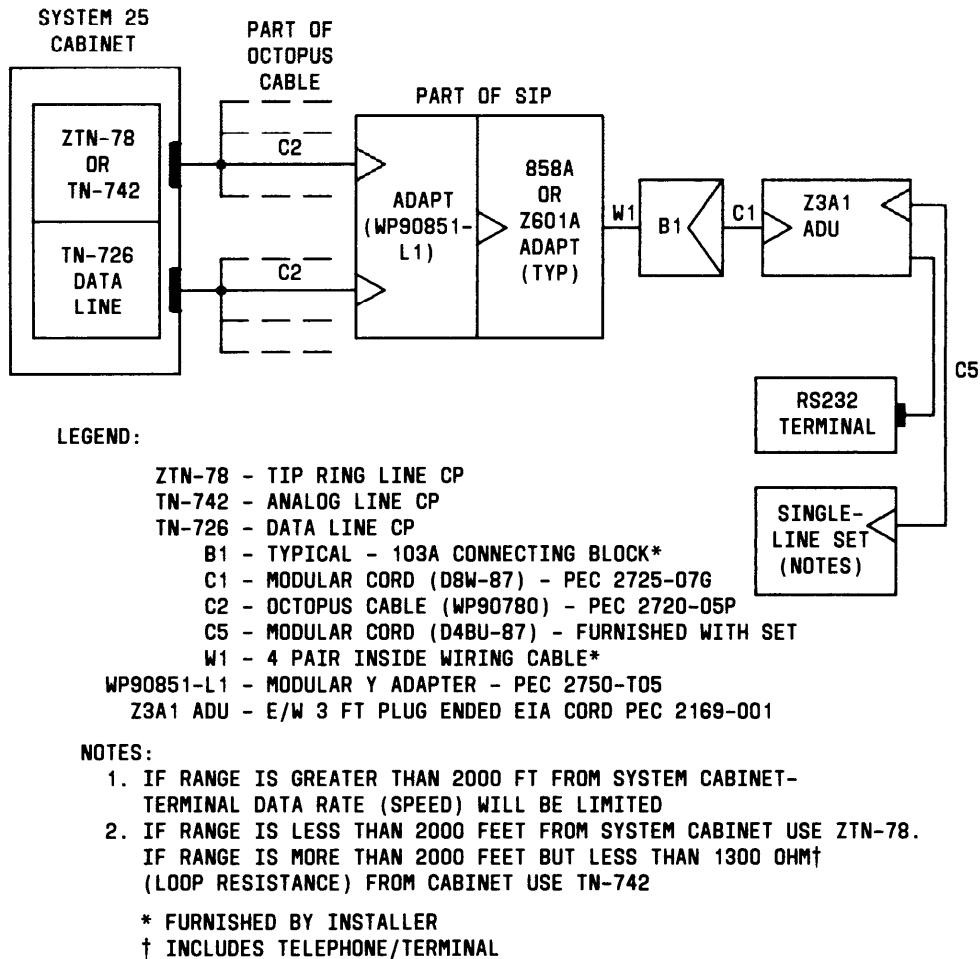 SYSTEM 25
CABINET
PART OF
OCTOPUS
CABLE
PART OF SIP
ZTN-78
OR
TN-742
TN-726
DATA
LINE
C2
C2
ADAPT
(WP90851-
L1)
858A
OR
Z601A
ADAPT
(TYP)
W1
B1
C1
Z3A1
ADU
C5
RS232
TERMINAL
SINGLE-
LINE SET
(NOTES)
LEGEND:
ZTN-78 - TIP RING LINE CP
TN-742 - ANALOG LINE CP
TN-726 - DATA LINE CP
B1 - TYPICAL - 103A CONNECTING BLOCK*
C1 - MODULAR CORD (D8W-87) - PEC 2725-07G
C2 - OCTOPUS CABLE (WP90780) - PEC 2720-05P
C5 - MODULAR CORD (D4BU-87) - FURNISHED WITH SET
W1 - 4 PAIR INSIDE WIRING CABLE*
WP90851-L1 - MODULAR Y ADAPTER - PEC 2750-T05
Z3A1 ADU - E/W 3 FT PLUG ENDED EIA CORD PEC 2169-001
NOTES:
1. IF RANGE IS GREATER THAN 2000 FT FROM SYSTEM CABINET-
TERMINAL DATA RATE (SPEED) WILL BE LIMITED
2. IF RANGE IS LESS THAN 2000 FEET FROM SYSTEM CABINET USE ZTN-78.
IF RANGE IS MORE THAN 2000 FEET BUT LESS THAN 1300 OHM†
(LOOP RESISTANCE) FROM CABINET USE TN-742
* FURNISHED BY INSTALLER
† INCLUDES TELEPHONE/TERMINAL